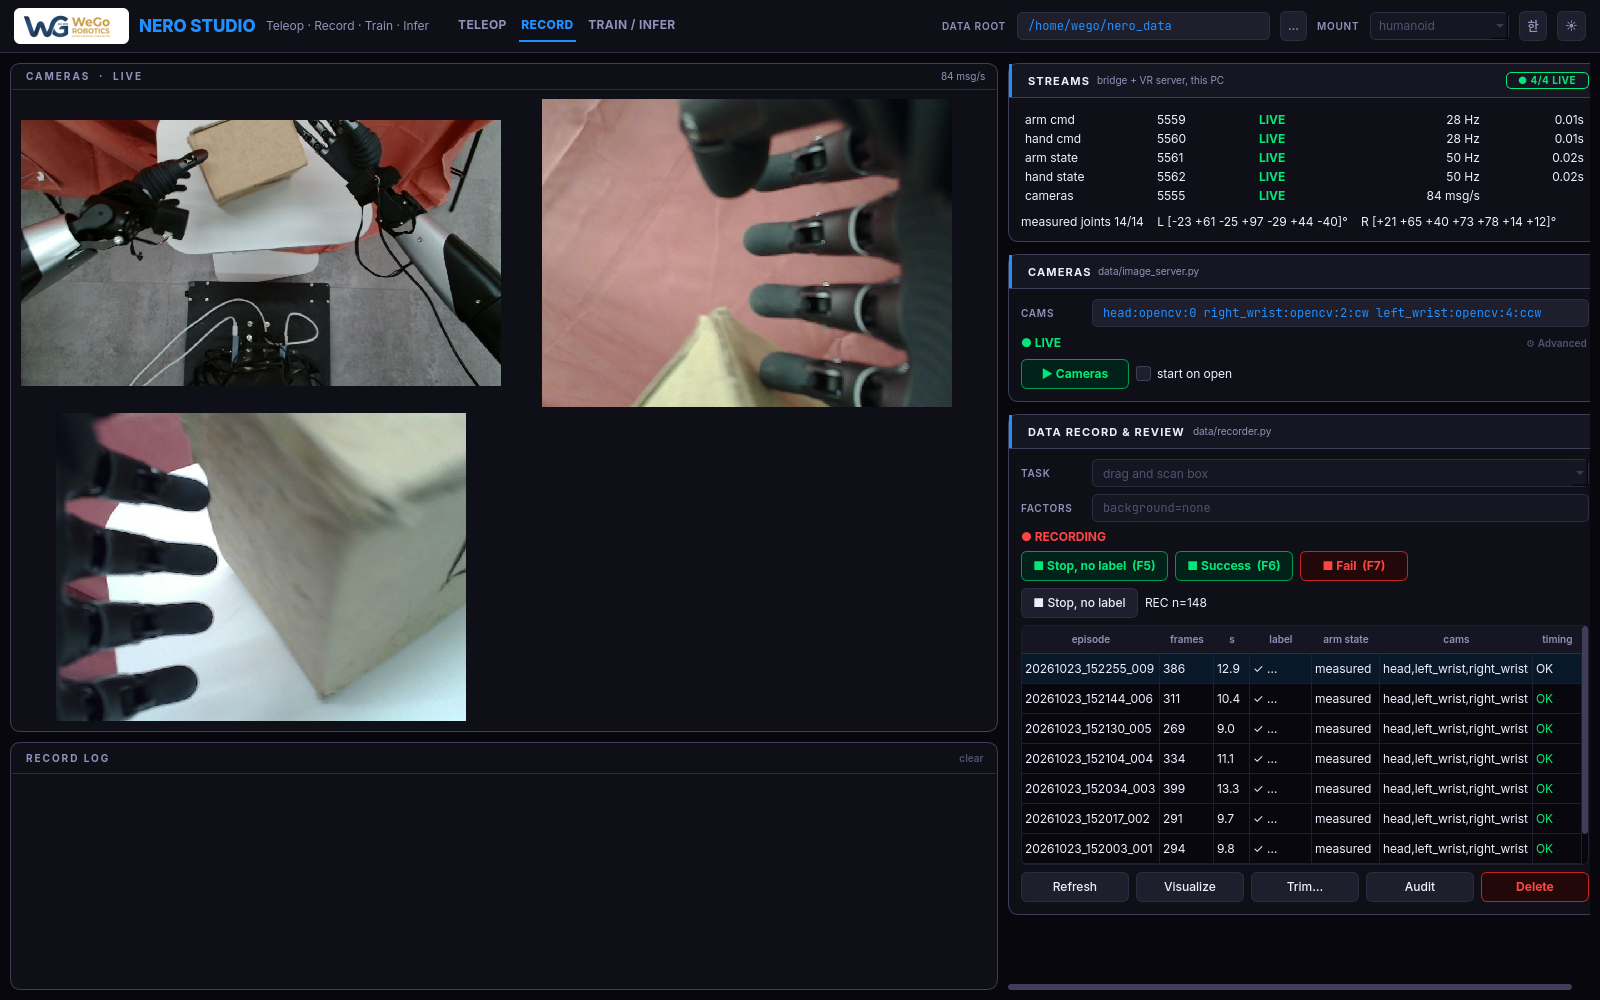 WG WeGo ROBOTICS NERO STUDIO Teleop · Record · Train / Infer TELEOP RECORD TRAIN / INFER DATA ROOT /home/wego/nero_data ... MOUNT humanoid 한 ☀
CAMERAS · LIVE 84 msg/s
RECORD LOG clear
STREAMS bridge + VR server, this PC ● 4/4 LIVE
arm cmd 5559 LIVE 28 Hz 0.01s
hand cmd 5560 LIVE 28 Hz 0.01s
arm state 5561 LIVE 50 Hz 0.02s
hand state 5562 LIVE 50 Hz 0.02s
cameras 5555 LIVE 84 msg/s
measured joints 14/14 L [-23 +61 -25 +97 -29 +44 -40]° R [+21 +65 +40 +73 +78 +14 +12]°
CAMERAS data/image_server.py
CAMS head:opencv:0 right_wrist:opencv:2:cw left_wrist:opencv:4:ccw
● LIVE ⚙ Advanced
▶ Cameras start on open
DATA RECORD & REVIEW data/recorder.py
TASK drag and scan box
FACTORS background=none
● RECORDING
■ Stop, no label (F5) ■ Success (F6) ■ Fail (F7)
■ Stop, no label REC n=148
episode frames s label arm state cams timing
20261023_152255_009 386 12.9 ✓ ... measured head,left_wrist,right_wrist OK
20261023_152144_006 311 10.4 ✓ ... measured head,left_wrist,right_wrist OK
20261023_152130_005 269 9.0 ✓ ... measured head,left_wrist,right_wrist OK
20261023_152104_004 334 11.1 ✓ ... measured head,left_wrist,right_wrist OK
20261023_152034_003 399 13.3 ✓ ... measured head,left_wrist,right_wrist OK
20261023_152017_002 291 9.7 ✓ ... measured head,left_wrist,right_wrist OK
20261023_152003_001 294 9.8 ✓ ... measured head,left_wrist,right_wrist OK
Refresh Visualize Trim... Audit Delete